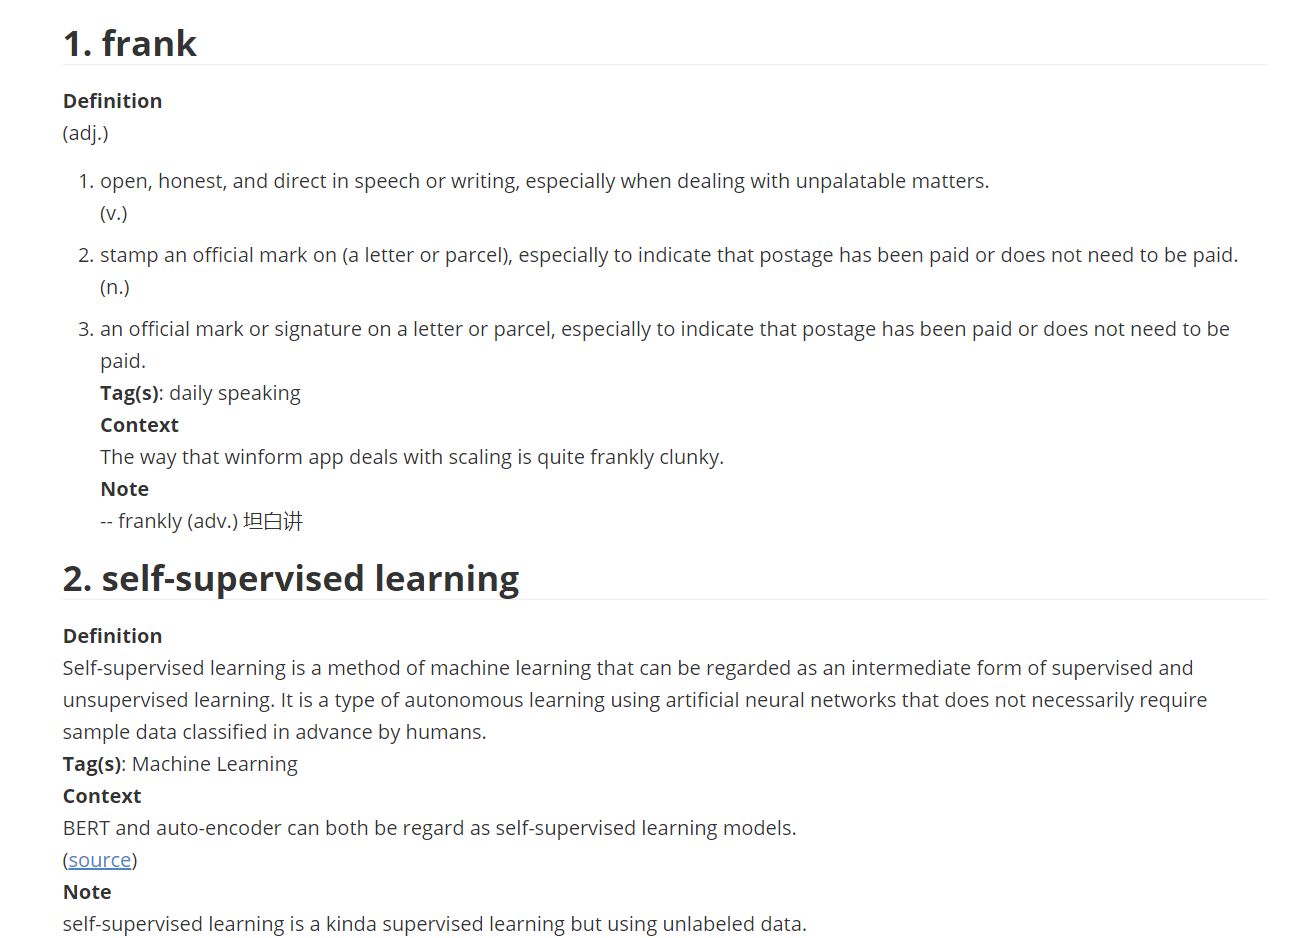 1. frank
Definition
(adj.)
1. open, honest, and direct in speech or writing, especially when dealing with unpalatable matters.
(v.)
2. stamp an official mark on (a letter or parcel), especially to indicate that postage has been paid or does not need to be paid.
(n.)
3. an official mark or signature on a letter or parcel, especially to indicate that postage has been paid or does not need to be
paid.
Tag(s): daily speaking
Context
The way that winform app deals with scaling is quite frankly clunky.
Note
-- frankly (adv.) 坦白讲
2. self-supervised learning
Definition
Self-supervised learning is a method of machine learning that can be regarded as an intermediate form of supervised and
unsupervised learning. It is a type of autonomous learning using artificial neural networks that does not necessarily require
sample data classified in advance by humans.
Tag(s): Machine Learning
Context
BERT and auto-encoder can both be regard as self-supervised learning models.
(source)
Note
self-supervised learning is a kinda supervised learning but using unlabeled data.